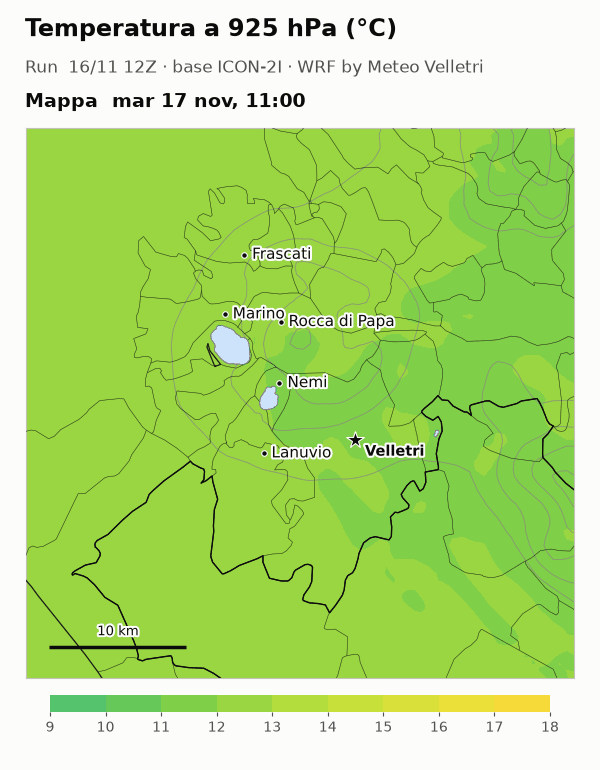 Temperatura a 925 hPa (°C)
Run  16/11 12Z · base ICON-2I · WRF by Meteo Velletri
Mappa  mar 17 nov, 11:00
Frascati
Marino
Rocca di Papa
Nemi
Velletri
Lanuvio
10 km
9 10 11 12 13 14 15 16 17 18